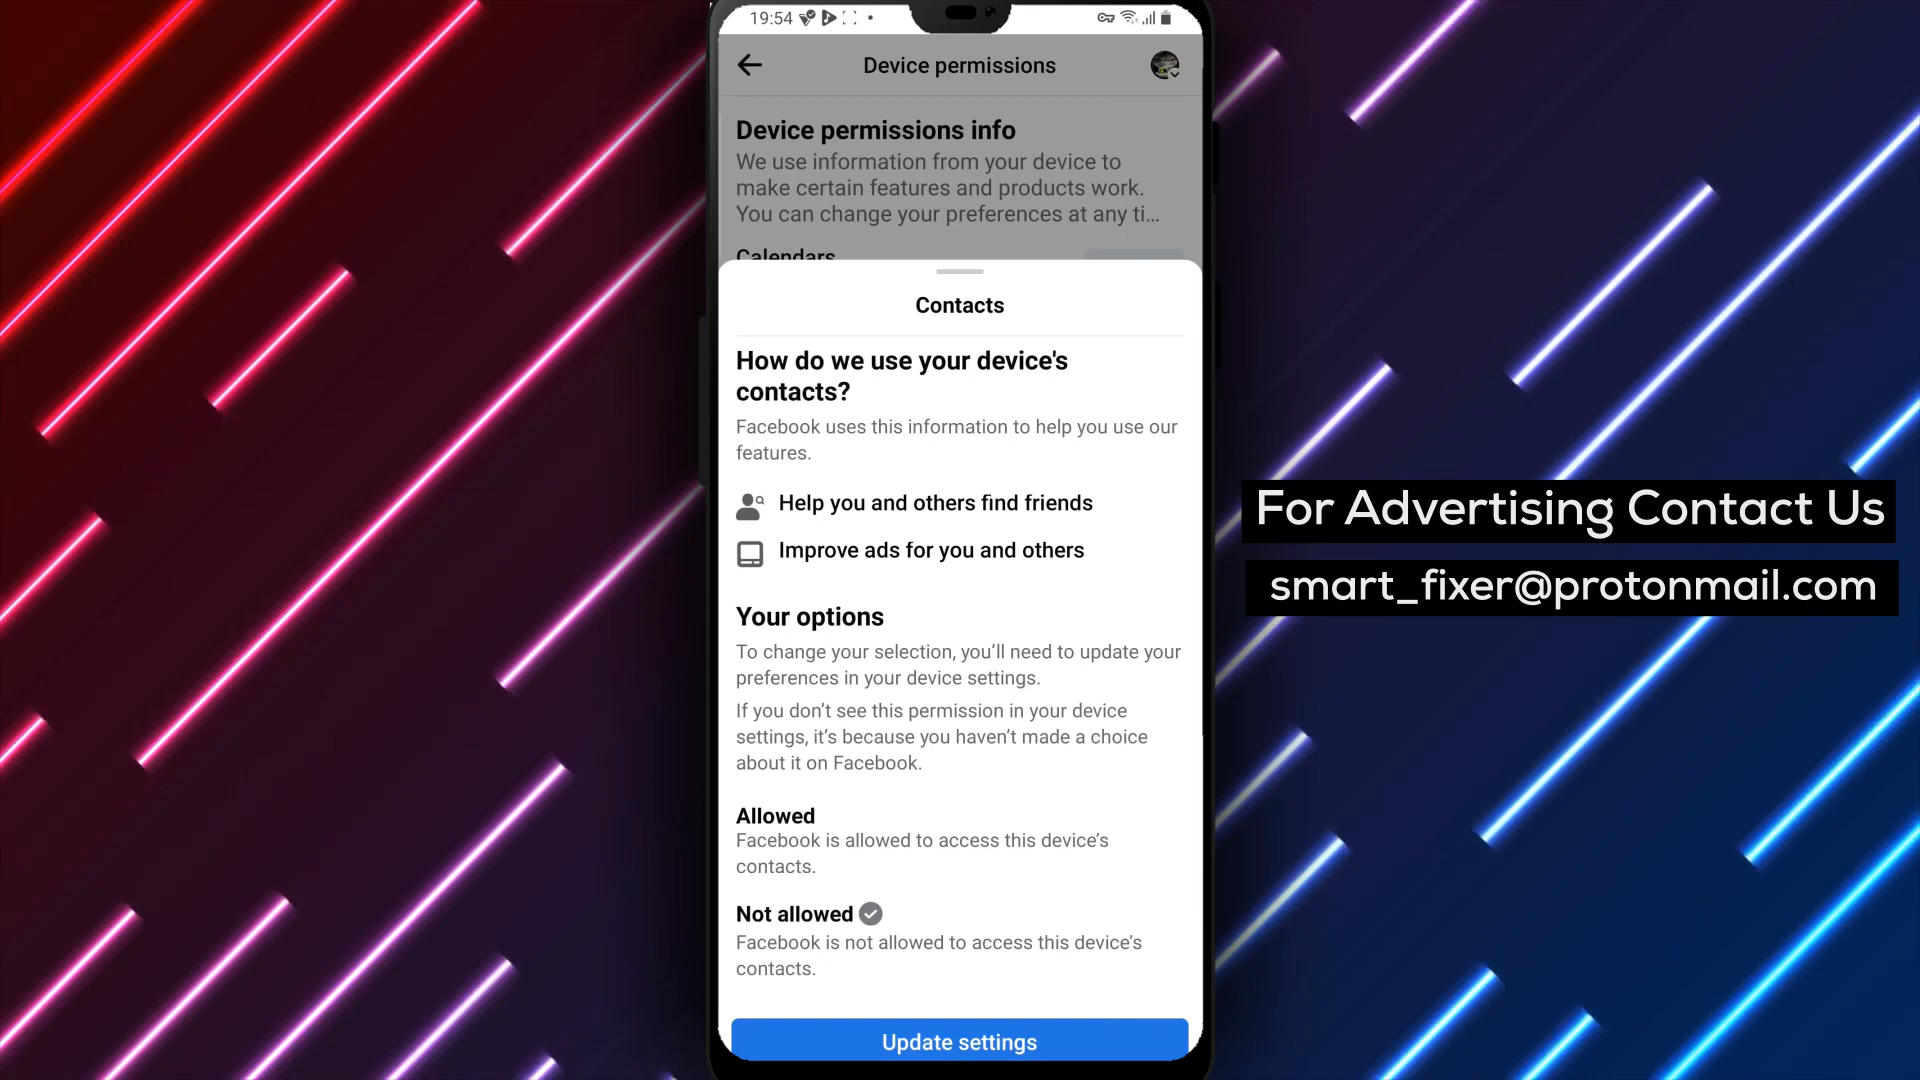 19:54
Device permissions
Device permissions info
We use information from your device to
make certain features and products work.
You can change your preferences at any ti...
Calendars
Contacts
How do we use your device's
contacts?
Facebook uses this information to help you use our
features.
Help you and others find friends
Improve ads for you and others
Your options
To change your selection, you’ll need to update your
preferences in your device settings.
If you don’t see this permission in your device
settings, it’s because you haven’t made a choice
about it on Facebook.
Allowed
Facebook is allowed to access this device’s
contacts.
Not allowed
Facebook is not allowed to access this device’s
contacts.
Update settings
For Advertising Contact Us
smart_fixer@protonmail.com